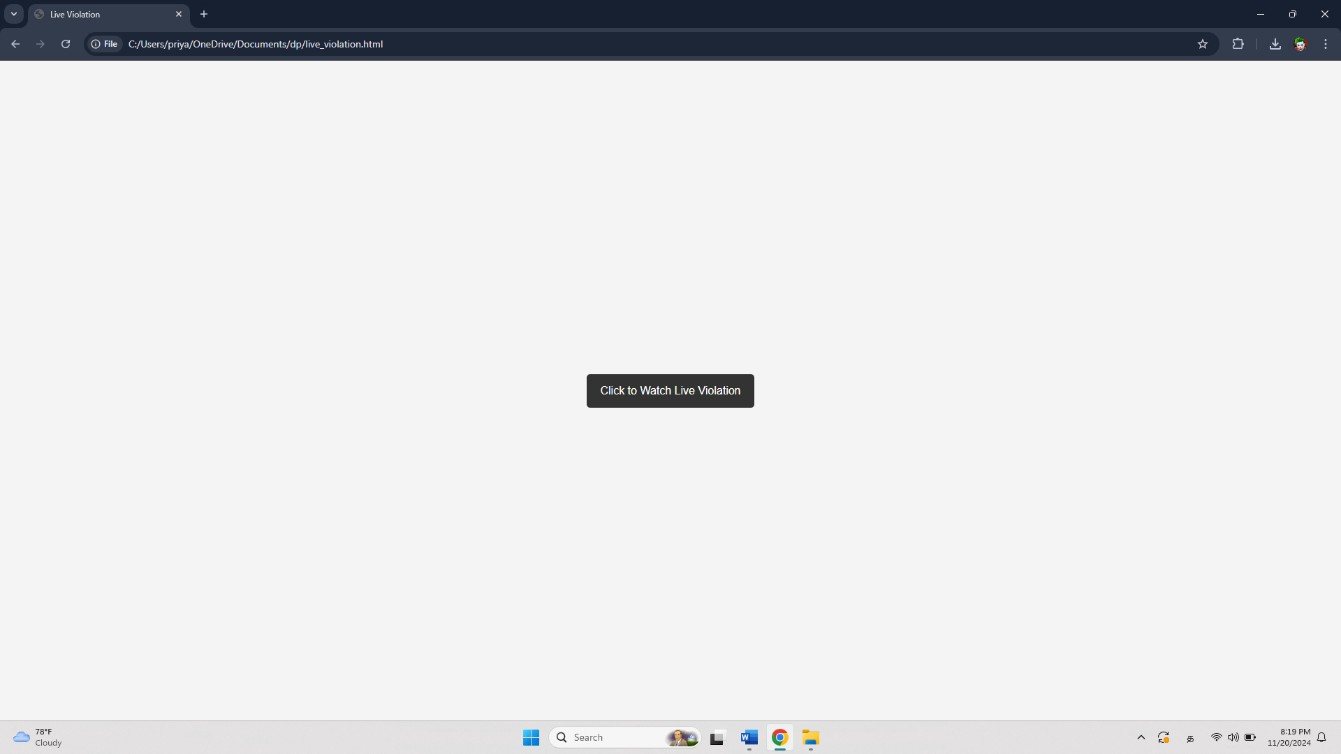 Live Violation
File C:/Users/priya/OneDrive/Documents/dp/live_violation.html
Click to Watch Live Violation
78°F
Cloudy
Search
8:19 PM
11/20/2024